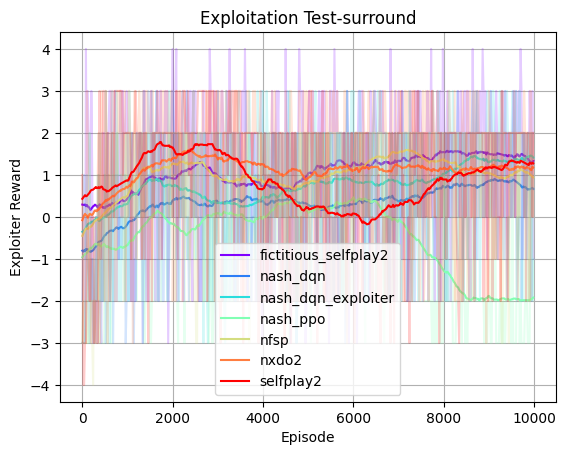 Exploitation Test-surround
Exploiter Reward
4
3
2
1
0
−1
−2
−3
−4
fictitious_selfplay2
nash_dqn
nash_dqn_exploiter
nash_ppo
nfsp
nxdo2
selfplay2
0
2000
4000
6000
8000
10000
Episode